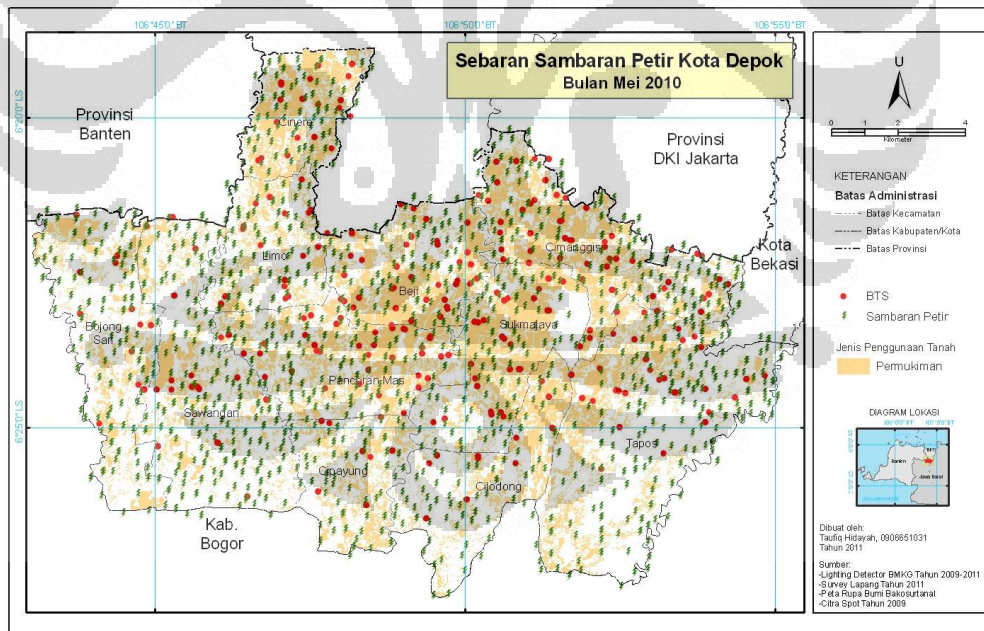 106°45'0" BT
106°50'0" BT
106°55'0" BT
Sebaran Sambaran Petir Kota Depok
Bulan Mei 2010
6°20'0" LS
6°25'0" LS
Provinsi
Banten
Provinsi
DKI Jakarta
Kota
Bekasi
Kab.
Bogor
Cinere
Limo
Cimanggis
Beji
Bojong
Sari
Sukmajaya
Pancoran Mas
Sawangan
Tapos
Cipayung
Cilodong
U
0 1 2 4
Kilometer
KETERANGAN
Batas Administrasi
Batas Kecamatan
Batas Kabupaten/Kota
Batas Provinsi
BTS
Sambaran Petir
Jenis Penggunaan Tanah
Permukiman
DIAGRAM LOKASI
Banten
Jawa Barat
Dibuat oleh:
Taufiq Hidayah, 0906651031
Tahun 2011
Sumber:
-Lighting Detector BMKG Tahun 2009-2011
-Survey Lapang Tahun 2011
-Peta Rupa Bumi Bakosurtanal
-Citra Spot Tahun 2009